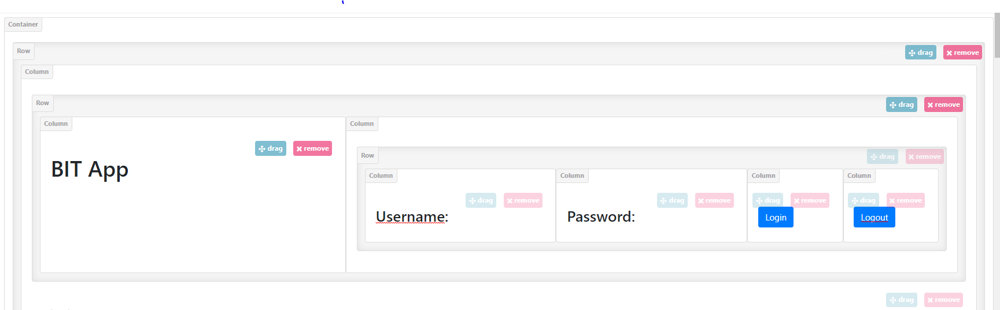 Container
Row
drag remove
Column
Row
drag remove
Column
Column
drag remove
BIT App
Row
drag remove
Column
Column
Column
Column
drag remove
drag remove
drag remove
drag remove
Username:
Password:
Login
Logout
drag remove